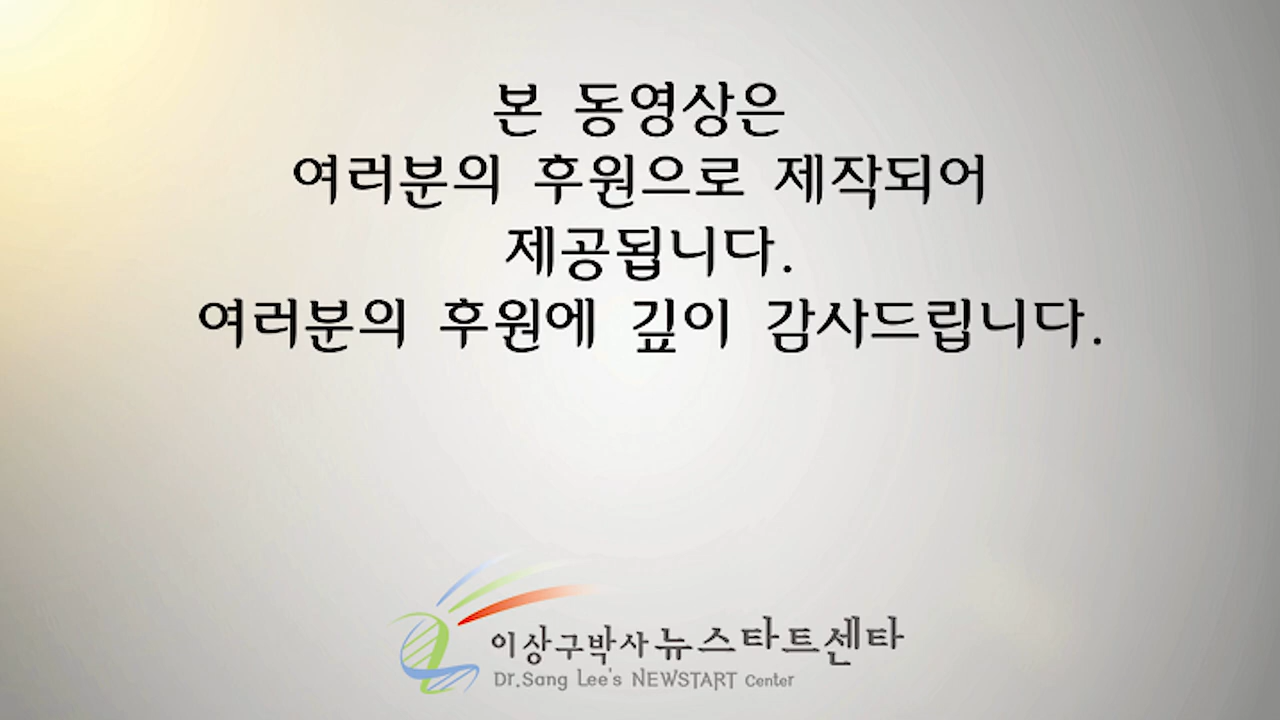 본 동영상은
여러분의 후원으로 제작되어
제공됩니다.
여러분의 후원에 깊이 감사드립니다.
이상구박사 뉴스타트센타
Dr.Sang Lee's NEWSTART Center